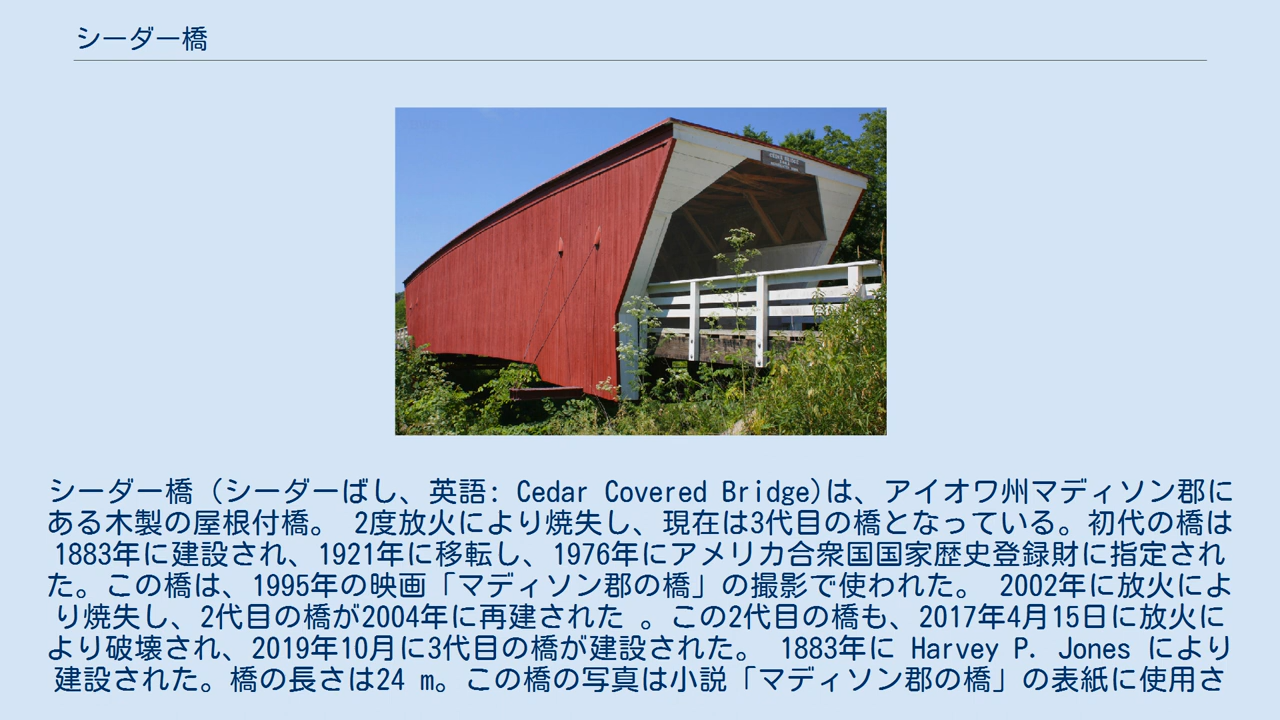 シーダー橋
シーダー橋（シーダーばし、英語: Cedar Covered Bridge)は、アイオワ州マディソン郡に
ある木製の屋根付橋。 2度放火により焼失し、現在は3代目の橋となっている。初代の橋は
1883年に建設され、1921年に移転し、1976年にアメリカ合衆国国家歴史登録財に指定され
た。この橋は、1995年の映画「マディソン郡の橋」の撮影で使われた。 2002年に放火によ
り焼失し、2代目の橋が2004年に再建された 。この2代目の橋も、2017年4月15日に放火に
より破壊され、2019年10月に3代目の橋が建設された。 1883年に Harvey P. Jones により
建設された。橋の長さは24 m。この橋の写真は小説「マディソン郡の橋」の表紙に使用さ